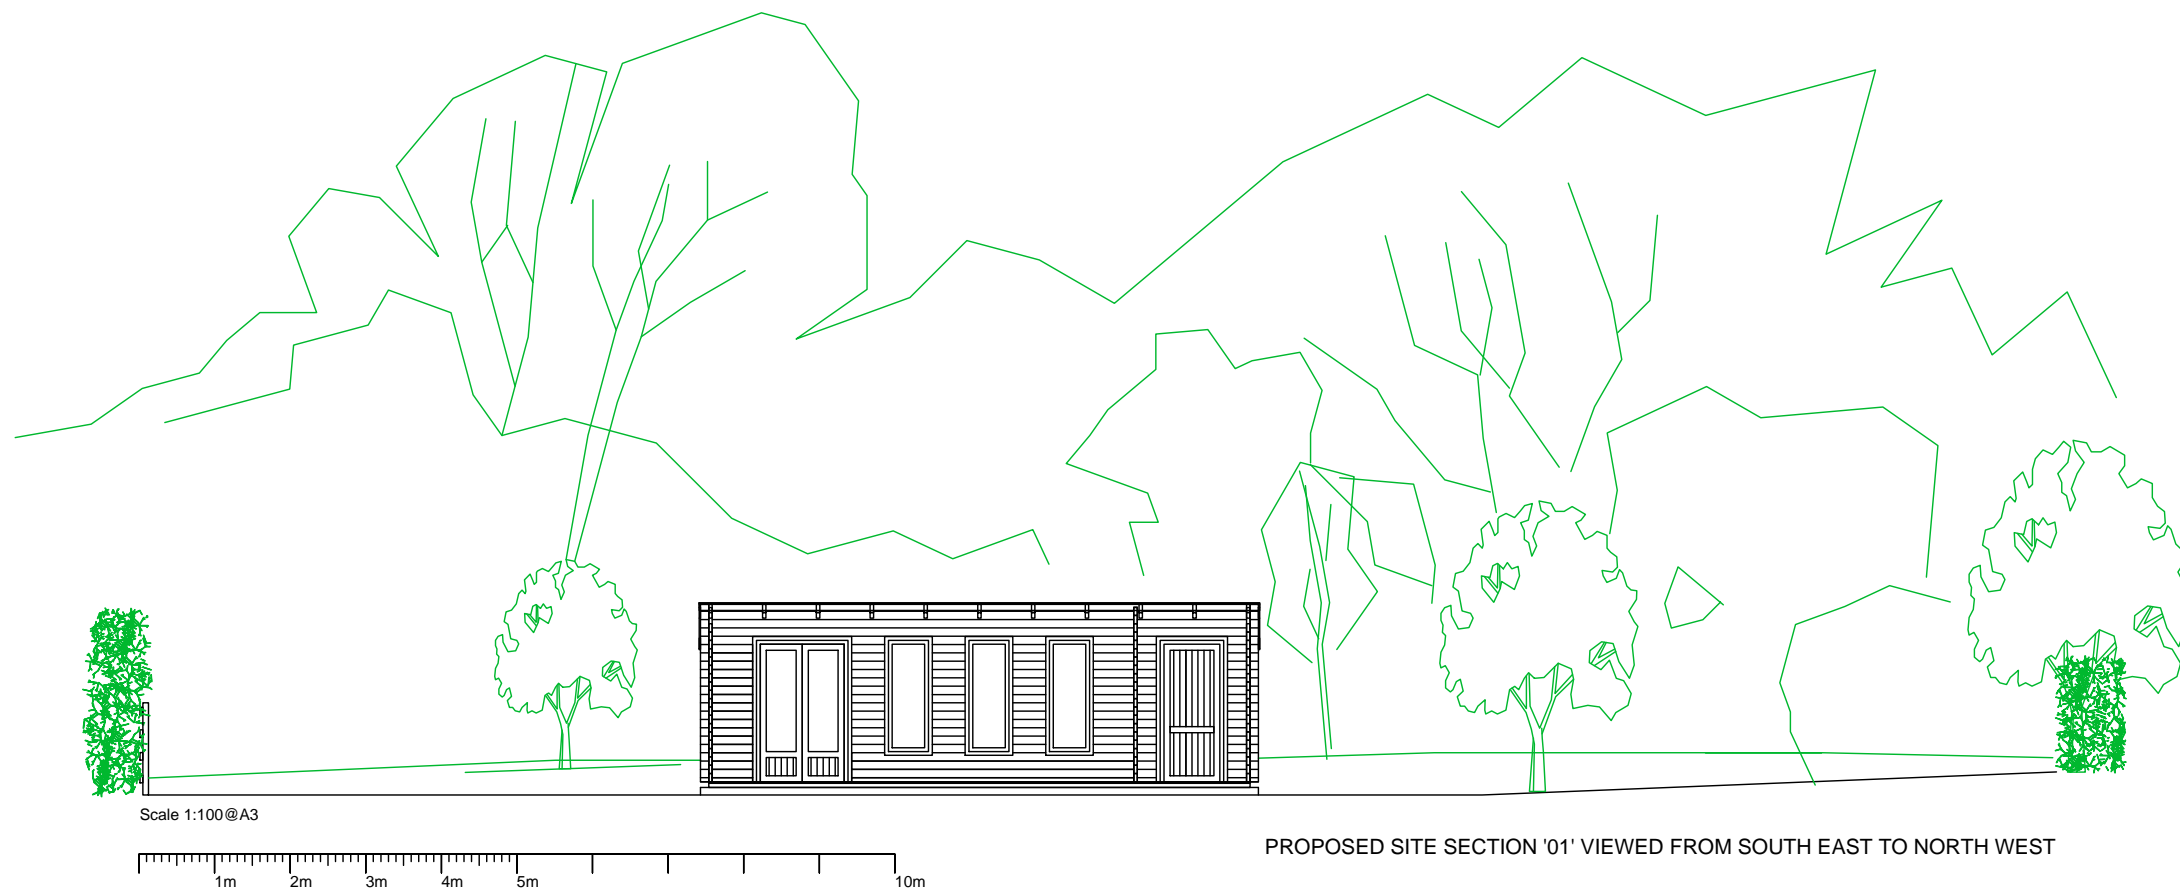 Scale 1:100@A3
PROPOSED SITE SECTION '01' VIEWED FROM SOUTH EAST TO NORTH WEST
1m 2m 3m 4m 5m 10m